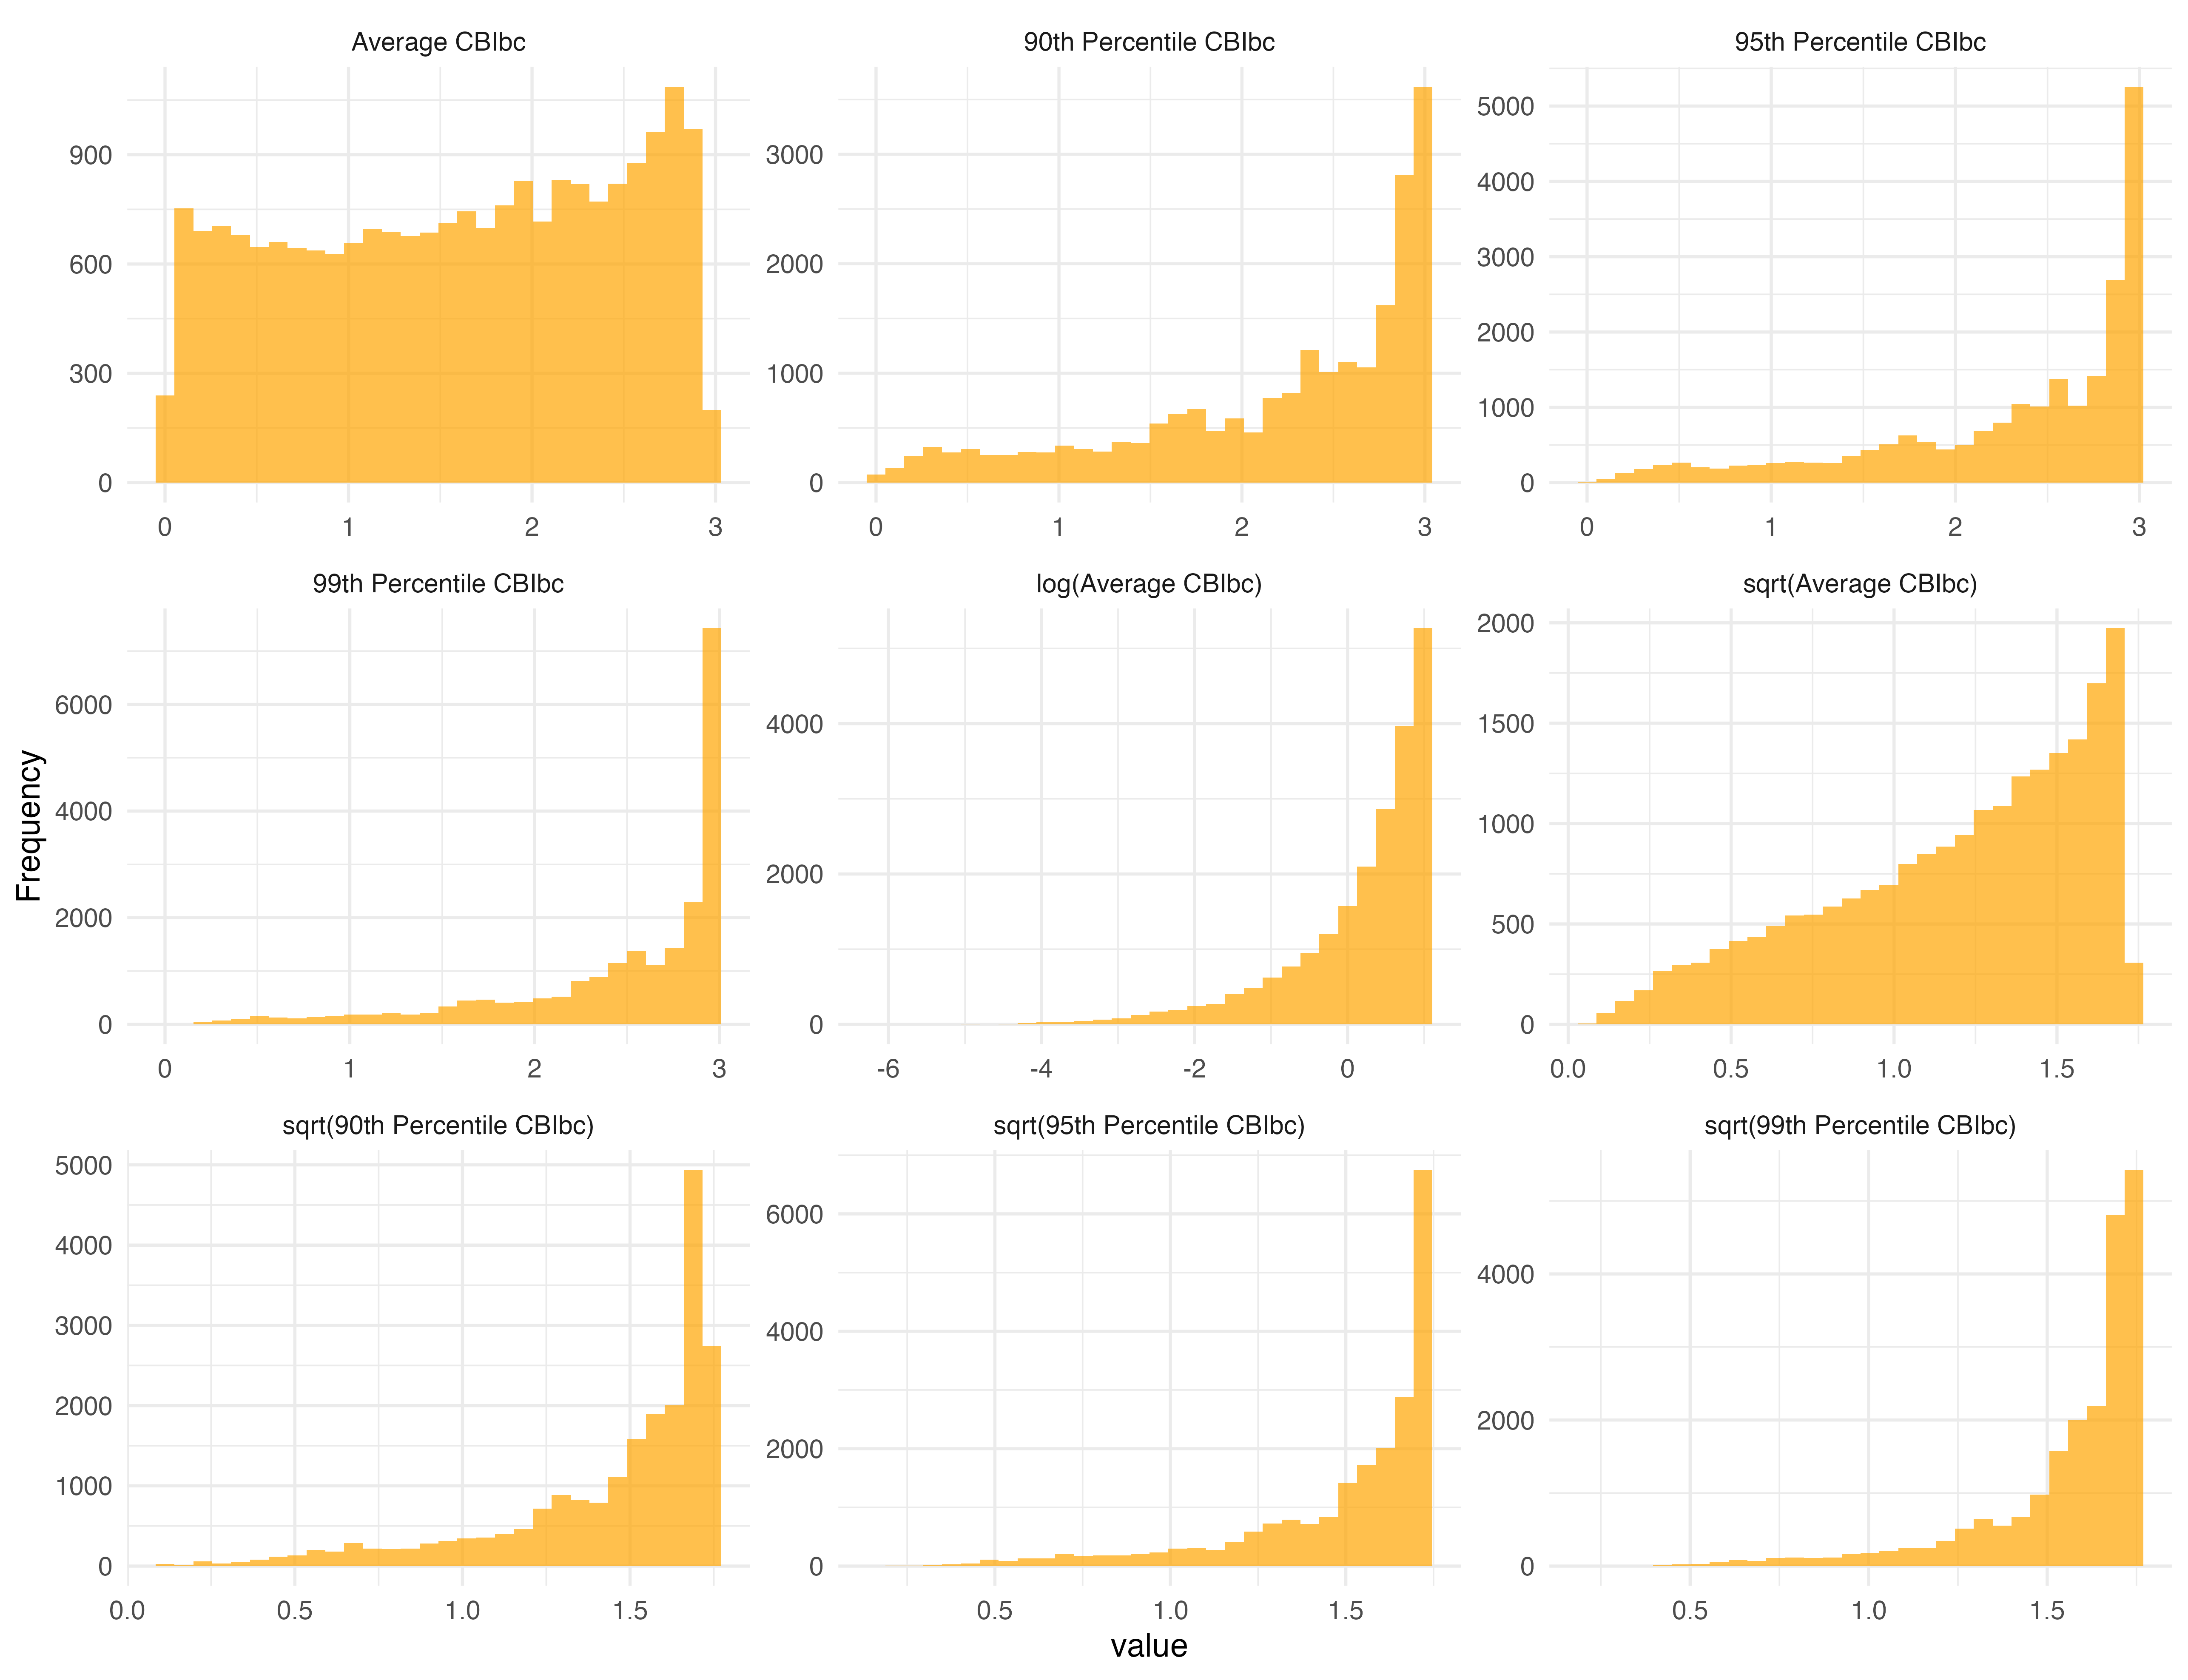 Average CBIbc
90th Percentile CBIbc
95th Percentile CBIbc
900
600
300
0
0 1 2 3
3000
2000
1000
0
0 1 2 3
5000
4000
3000
2000
1000
0
0 1 2 3
99th Percentile CBIbc
log(Average CBIbc)
sqrt(Average CBIbc)
Frequency
6000
4000
2000
0
0 1 2 3
4000
2000
0
-6 -4 -2 0
2000
1500
1000
500
0
0.0 0.5 1.0 1.5
sqrt(90th Percentile CBIbc)
sqrt(95th Percentile CBIbc)
sqrt(99th Percentile CBIbc)
5000
4000
3000
2000
1000
0
0.0 0.5 1.0 1.5
6000
4000
2000
0
0.5 1.0 1.5
4000
2000
0
0.5 1.0 1.5
value